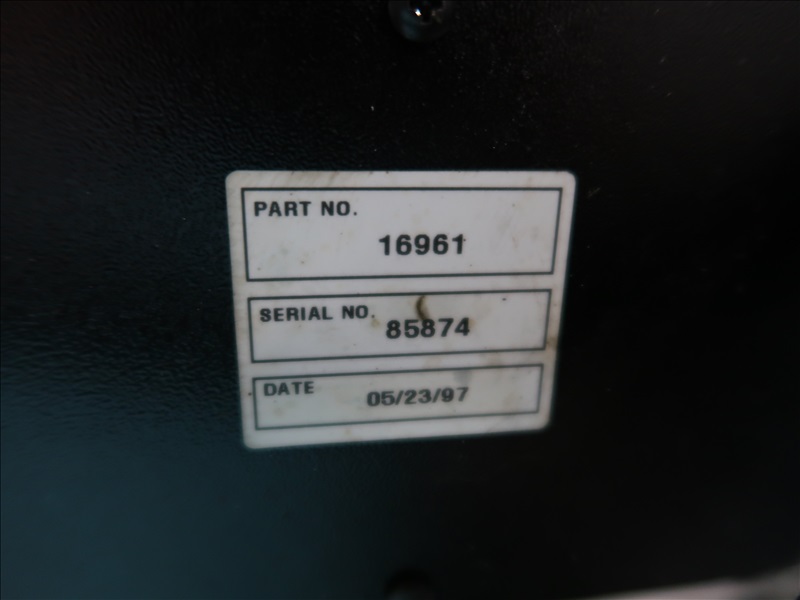 PART NO.
16961
SERIAL NO.
85874
DATE
05/23/97